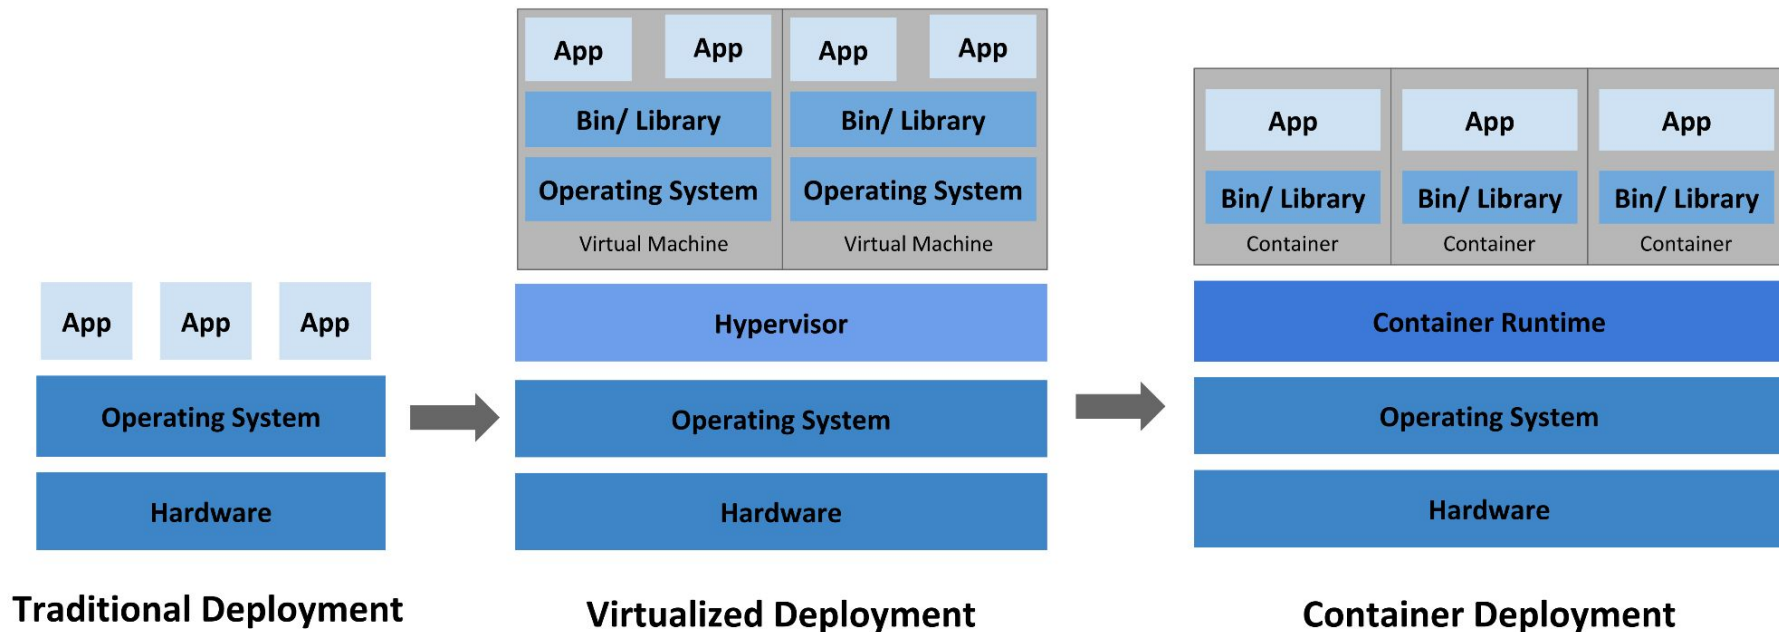 App
App
App
Operating System
Hardware
Traditional Deployment
App
App
App
App
Bin/ Library
Bin/ Library
Operating System
Operating System
Virtual Machine
Virtual Machine
Hypervisor
Operating System
Hardware
Virtualized Deployment
App
App
App
Bin/ Library
Bin/ Library
Bin/ Library
Container
Container
Container
Container Runtime
Operating System
Hardware
Container Deployment